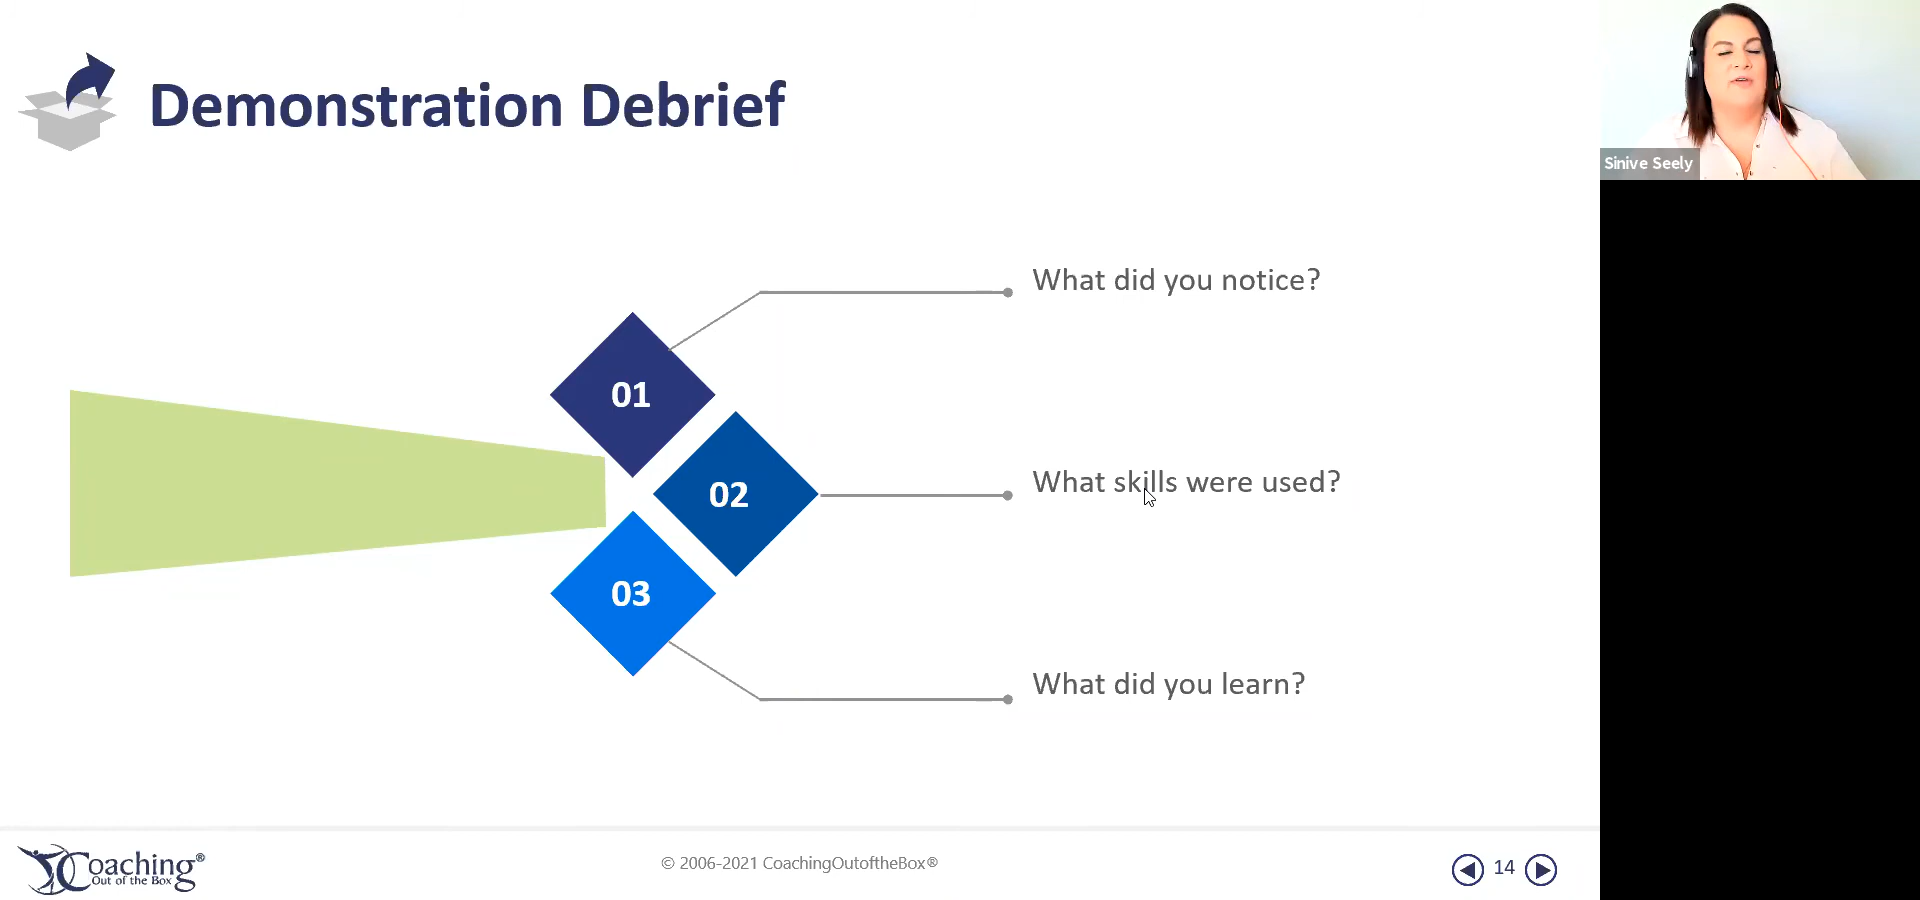 Demonstration Debrief
Sinive Seely
What did you notice?
01
02
What skills were used?
03
What did you learn?
Coaching®
Out of the Box
© 2006-2021 CoachingOutoftheBox®
14